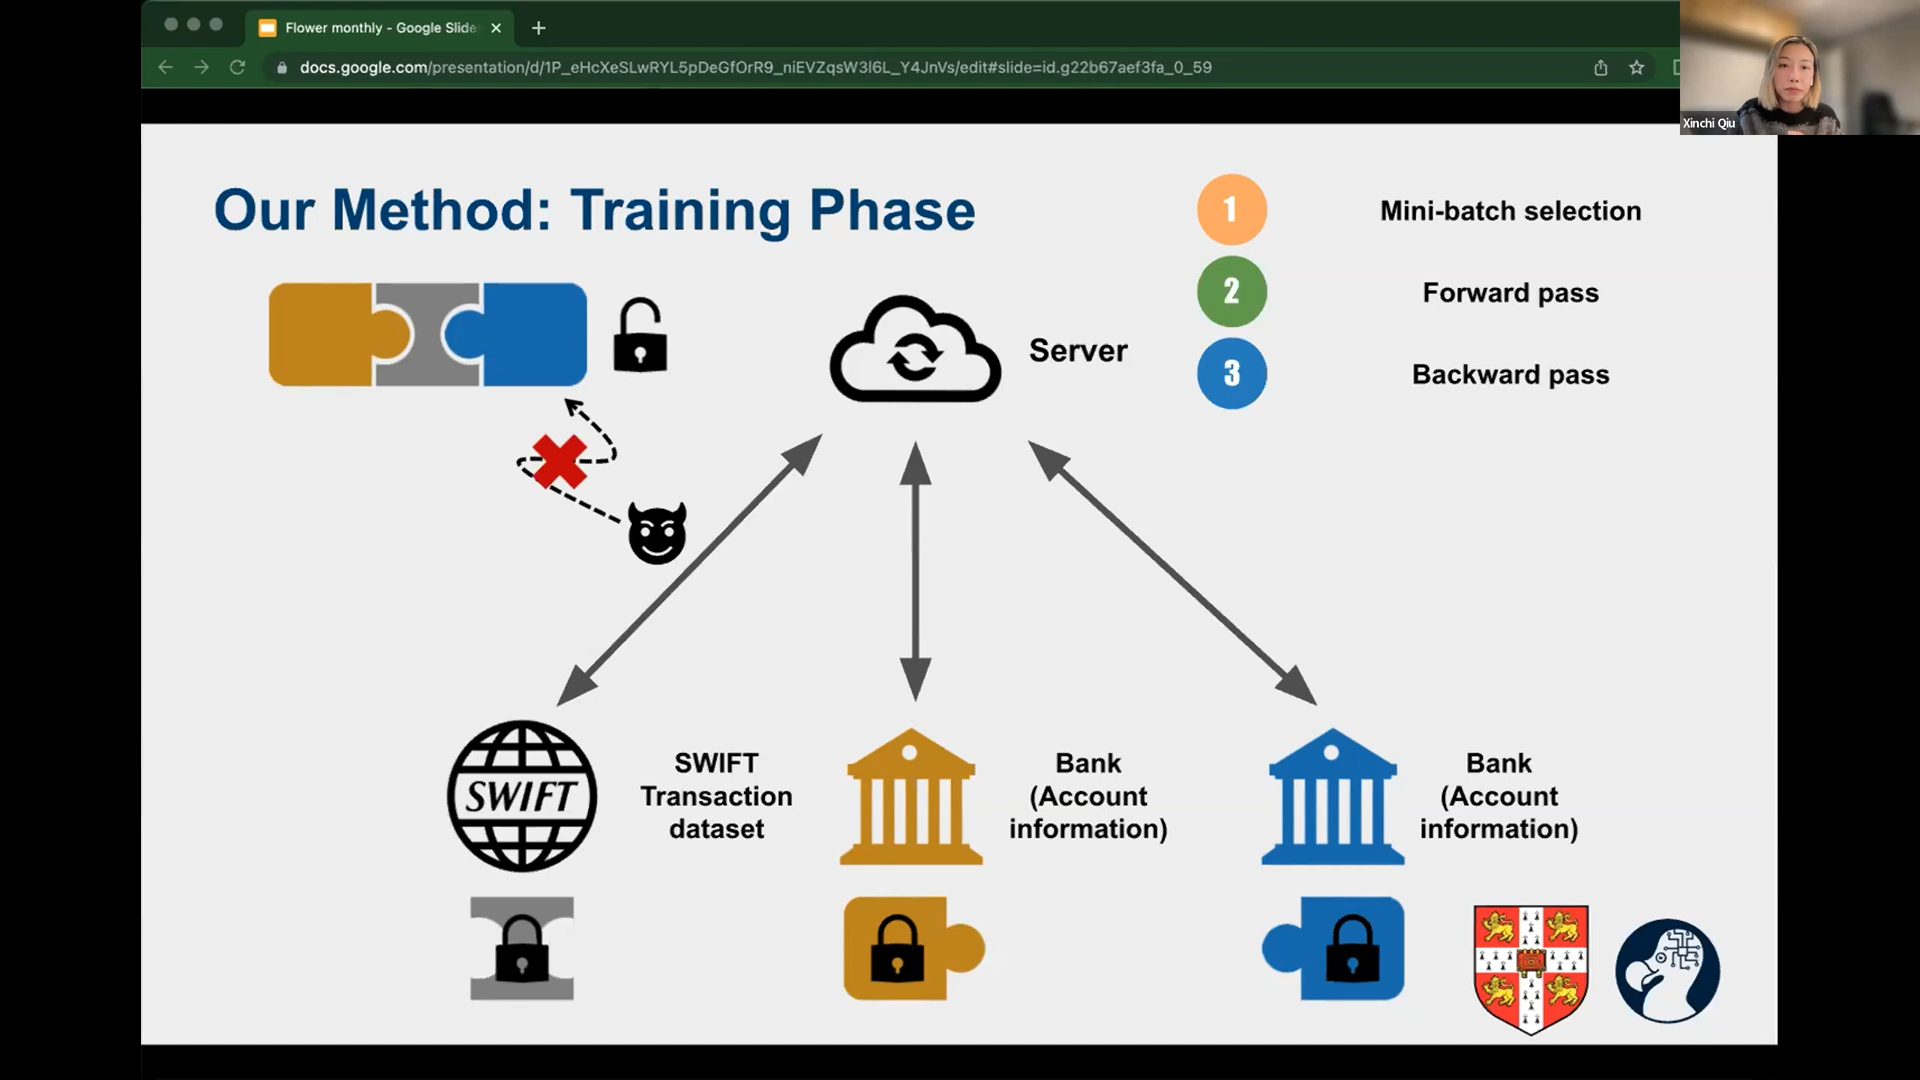 Flower monthly - Google Slide
docs.google.com/presentation/d/1P_eHcXeSLwRYL5pDeGfOrR9_niEVZqsW3l6L_Y4JnVs/edit#slide=id.g22b67aef3fa_0_59
Xinchi Qiu
Our Method: Training Phase
1
Mini-batch selection
2
Forward pass
3
Backward pass
Server
SWIFT
SWIFT
Transaction
dataset
Bank
(Account
information)
Bank
(Account
information)